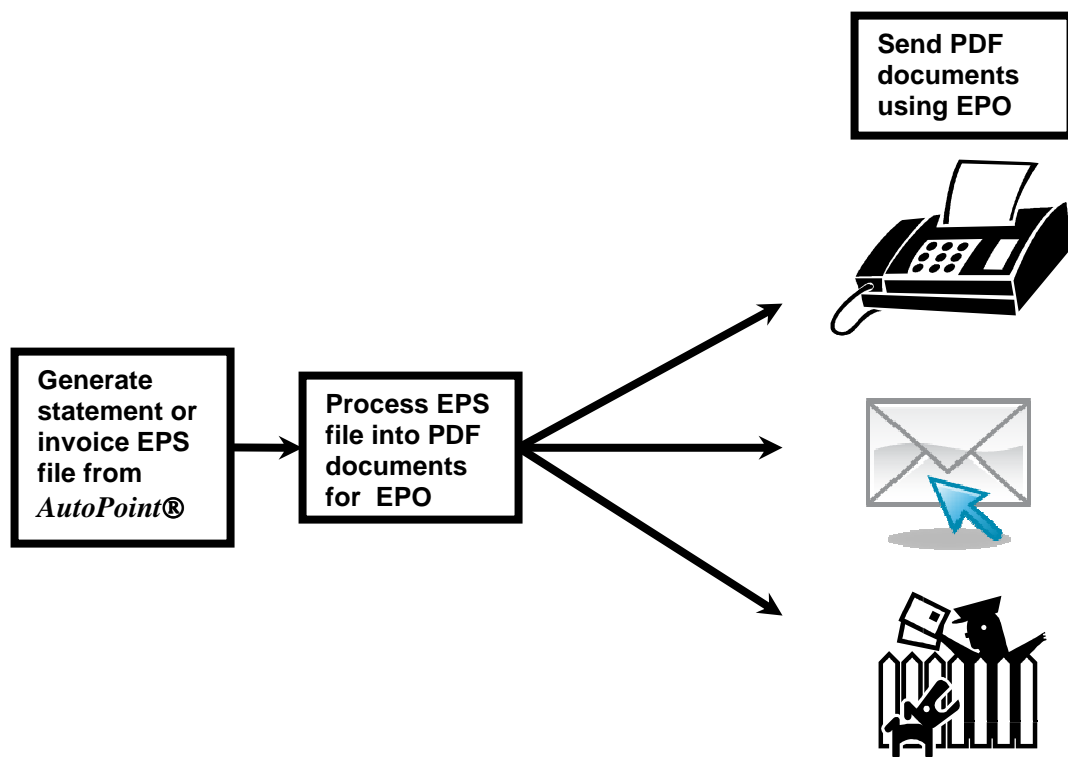 Send PDF
documents
using EPO
Generate
statement or
invoice EPS
file from
AutoPoint®
Process EPS
file into PDF
documents
for EPO